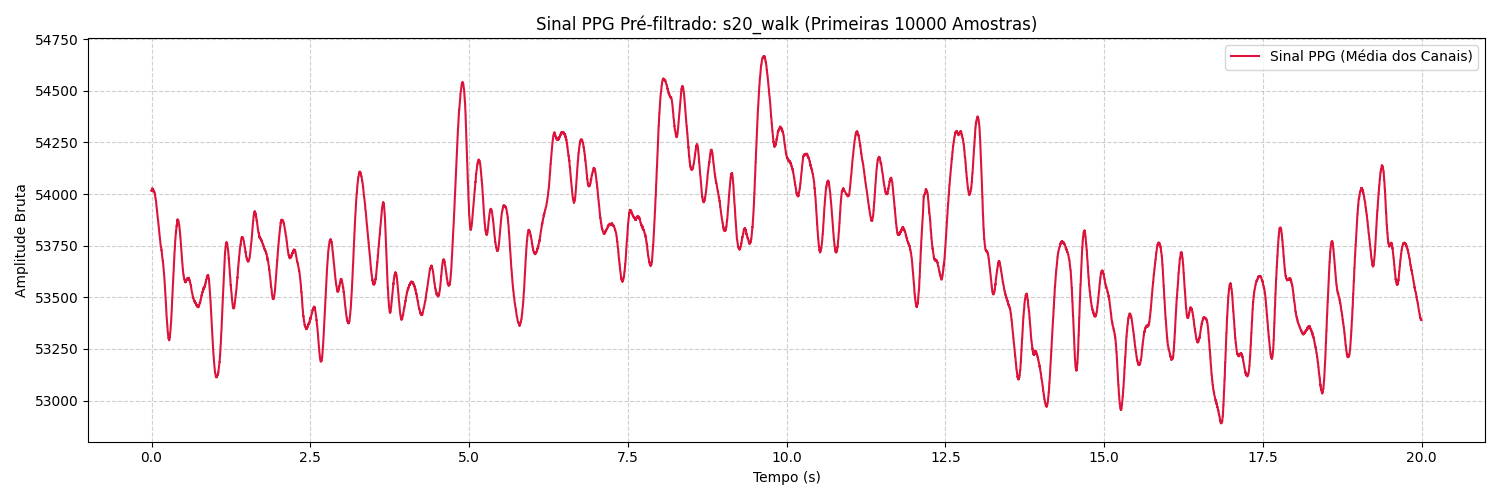 Sinal PPG Pré-filtrado: s20_walk (Primeiras 10000 Amostras)
Sinal PPG (Média dos Canais)
Amplitude Bruta
54750
54500
54250
54000
53750
53500
53250
53000
0.0 2.5 5.0 7.5 10.0 12.5 15.0 17.5 20.0
Tempo (s)